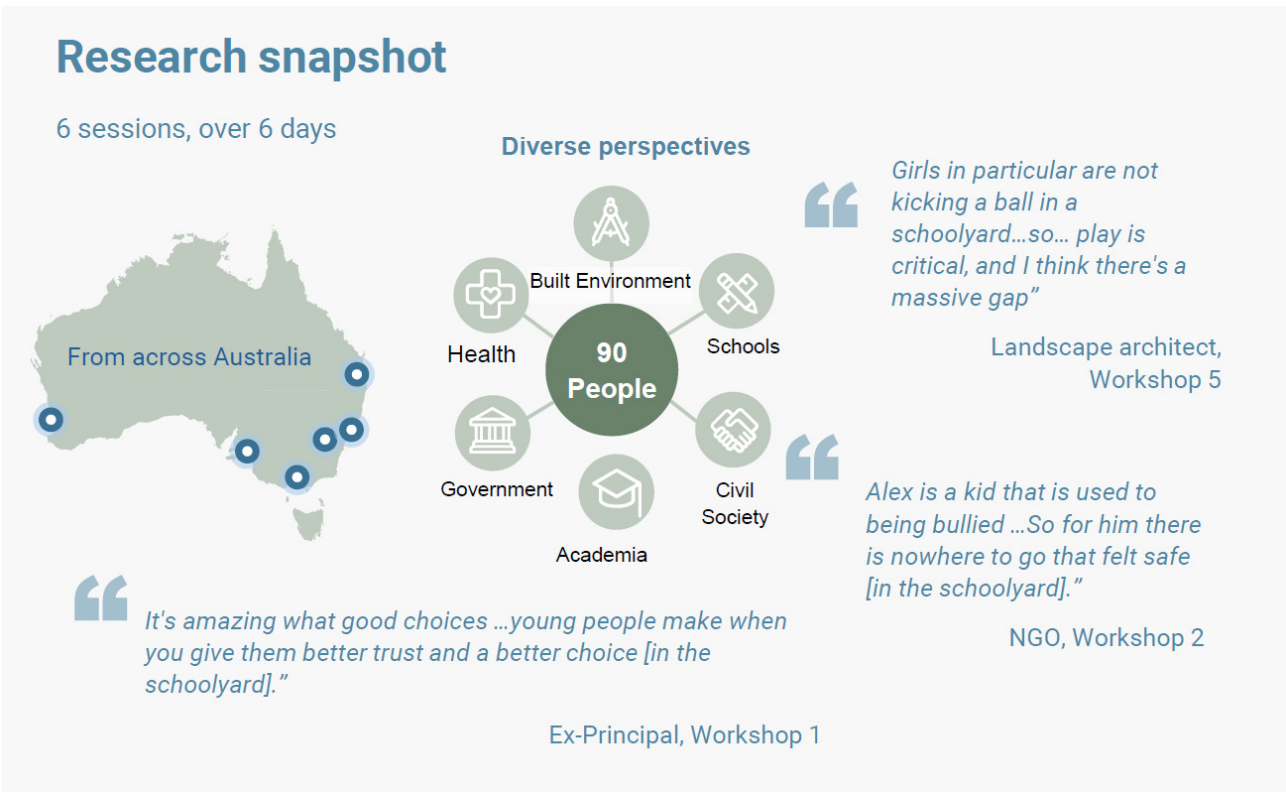 Research snapshot
6 sessions, over 6 days
From across Australia
Diverse perspectives
Built Environment
Health
Schools
90
People
Government
Civil
Society
Academia
Girls in particular are not
kicking a ball in a
schoolyard…so… play is
critical, and I think there's a
massive gap”
Landscape architect,
Workshop 5
Alex is a kid that is used to
being bullied …So for him there
is nowhere to go that felt safe
[in the schoolyard].”
NGO, Workshop 2
It's amazing what good choices …young people make when
you give them better trust and a better choice [in the
schoolyard].”
Ex-Principal, Workshop 1